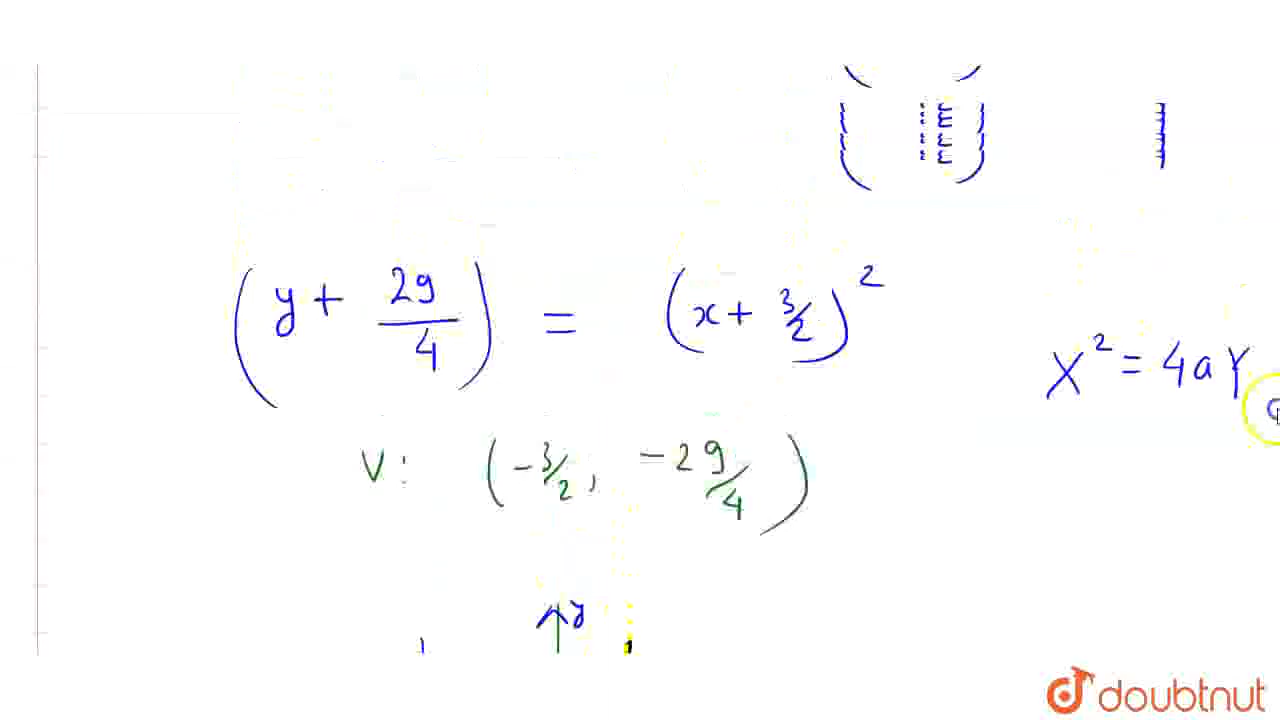 (y + 29/4) = (x + 3/2)²
X² = 4aY
V: (-3/2, -29/4)
y
doubtnut